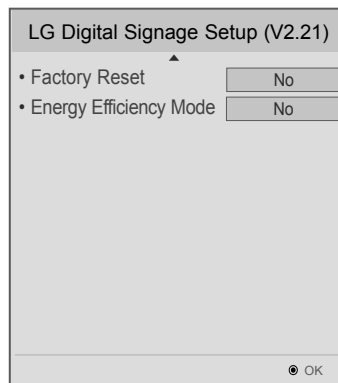 LG Digital Signage Setup (V2.21)
• Factory Reset No
• Energy Efficiency Mode No
OK